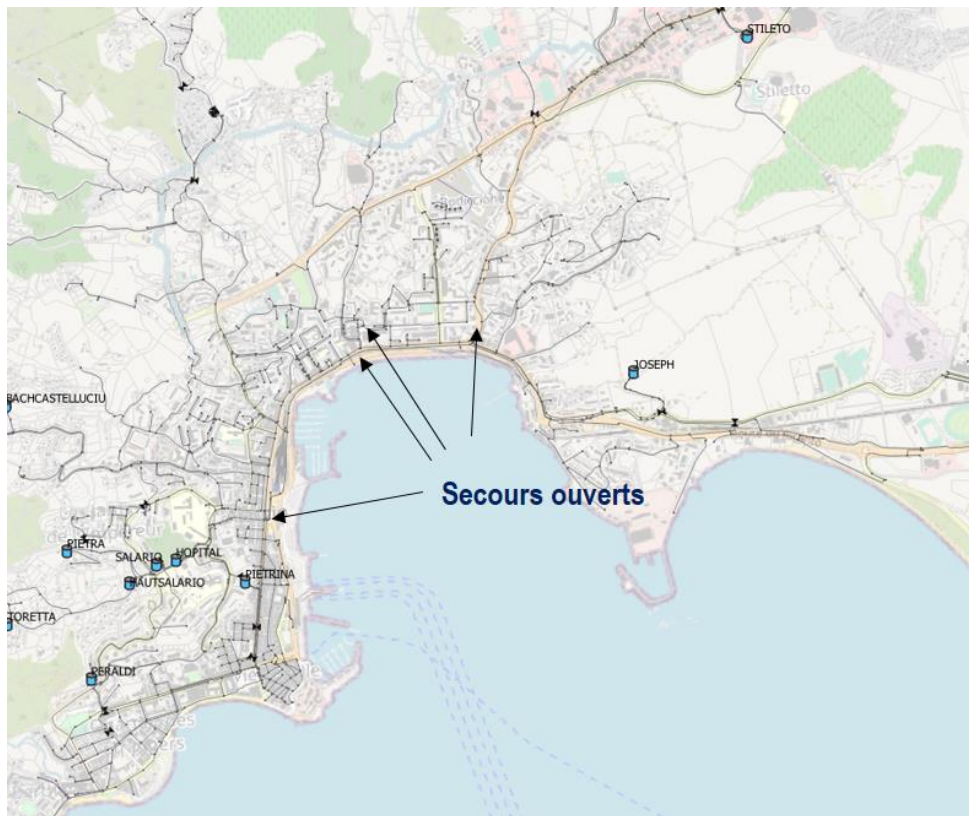 STILETO
Stiletto
JOSEPH
BACHCASTELLUCIU
Secours ouverts
PIETRA
SALARIO
HOPITAL
HAUTSALARIO
PIETRINA
TORETTA
PERALDI